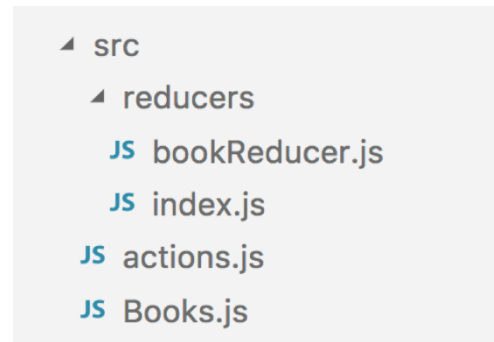 src
reducers
JS bookReducer.js
JS index.js
JS actions.js
JS Books.js